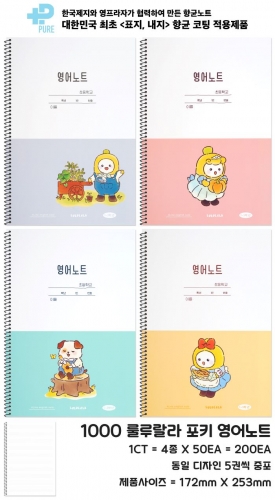 PURE
한국제지와 영프라자가 협력하여 만든 항균노트
대한민국 최초 <표지, 내지> 항균 코팅 적용제품
영어노트
초등학교
학년 반 번호
이름
영어노트
초등학교
학년 반 번호
이름
영어노트
초등학교
학년 반 번호
이름
영어노트
초등학교
학년 반 번호
이름
1000 룰루랄라 포키 영어노트
1CT = 4종 X 50EA = 200EA
동일 디자인 5권씩 중포
제품사이즈 = 172mm X 253mm